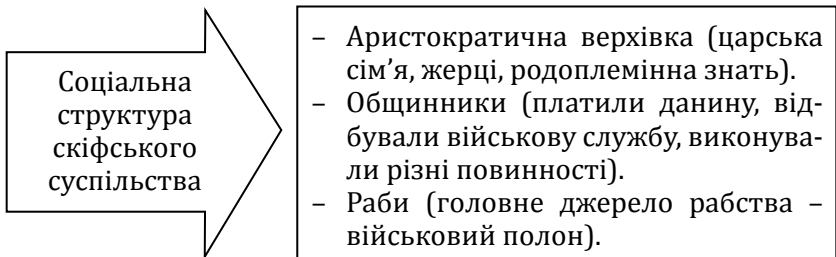 Соціальна
структура
скіфського
суспільства
– Аристократична верхівка (царська
сім’я, жерці, родоплемінна знать).
– Общинники (платили данину, від-
бували військову службу, виконува-
ли різні повинності).
– Раби (головне джерело рабства –
військовий полон).